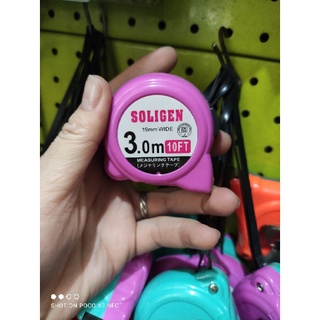 SOLIGEN
16mm WIDE
3.0m 10FT
MEASURING TAPE
(メジャリングテープ)
SHOT ON POCO X3 NFC